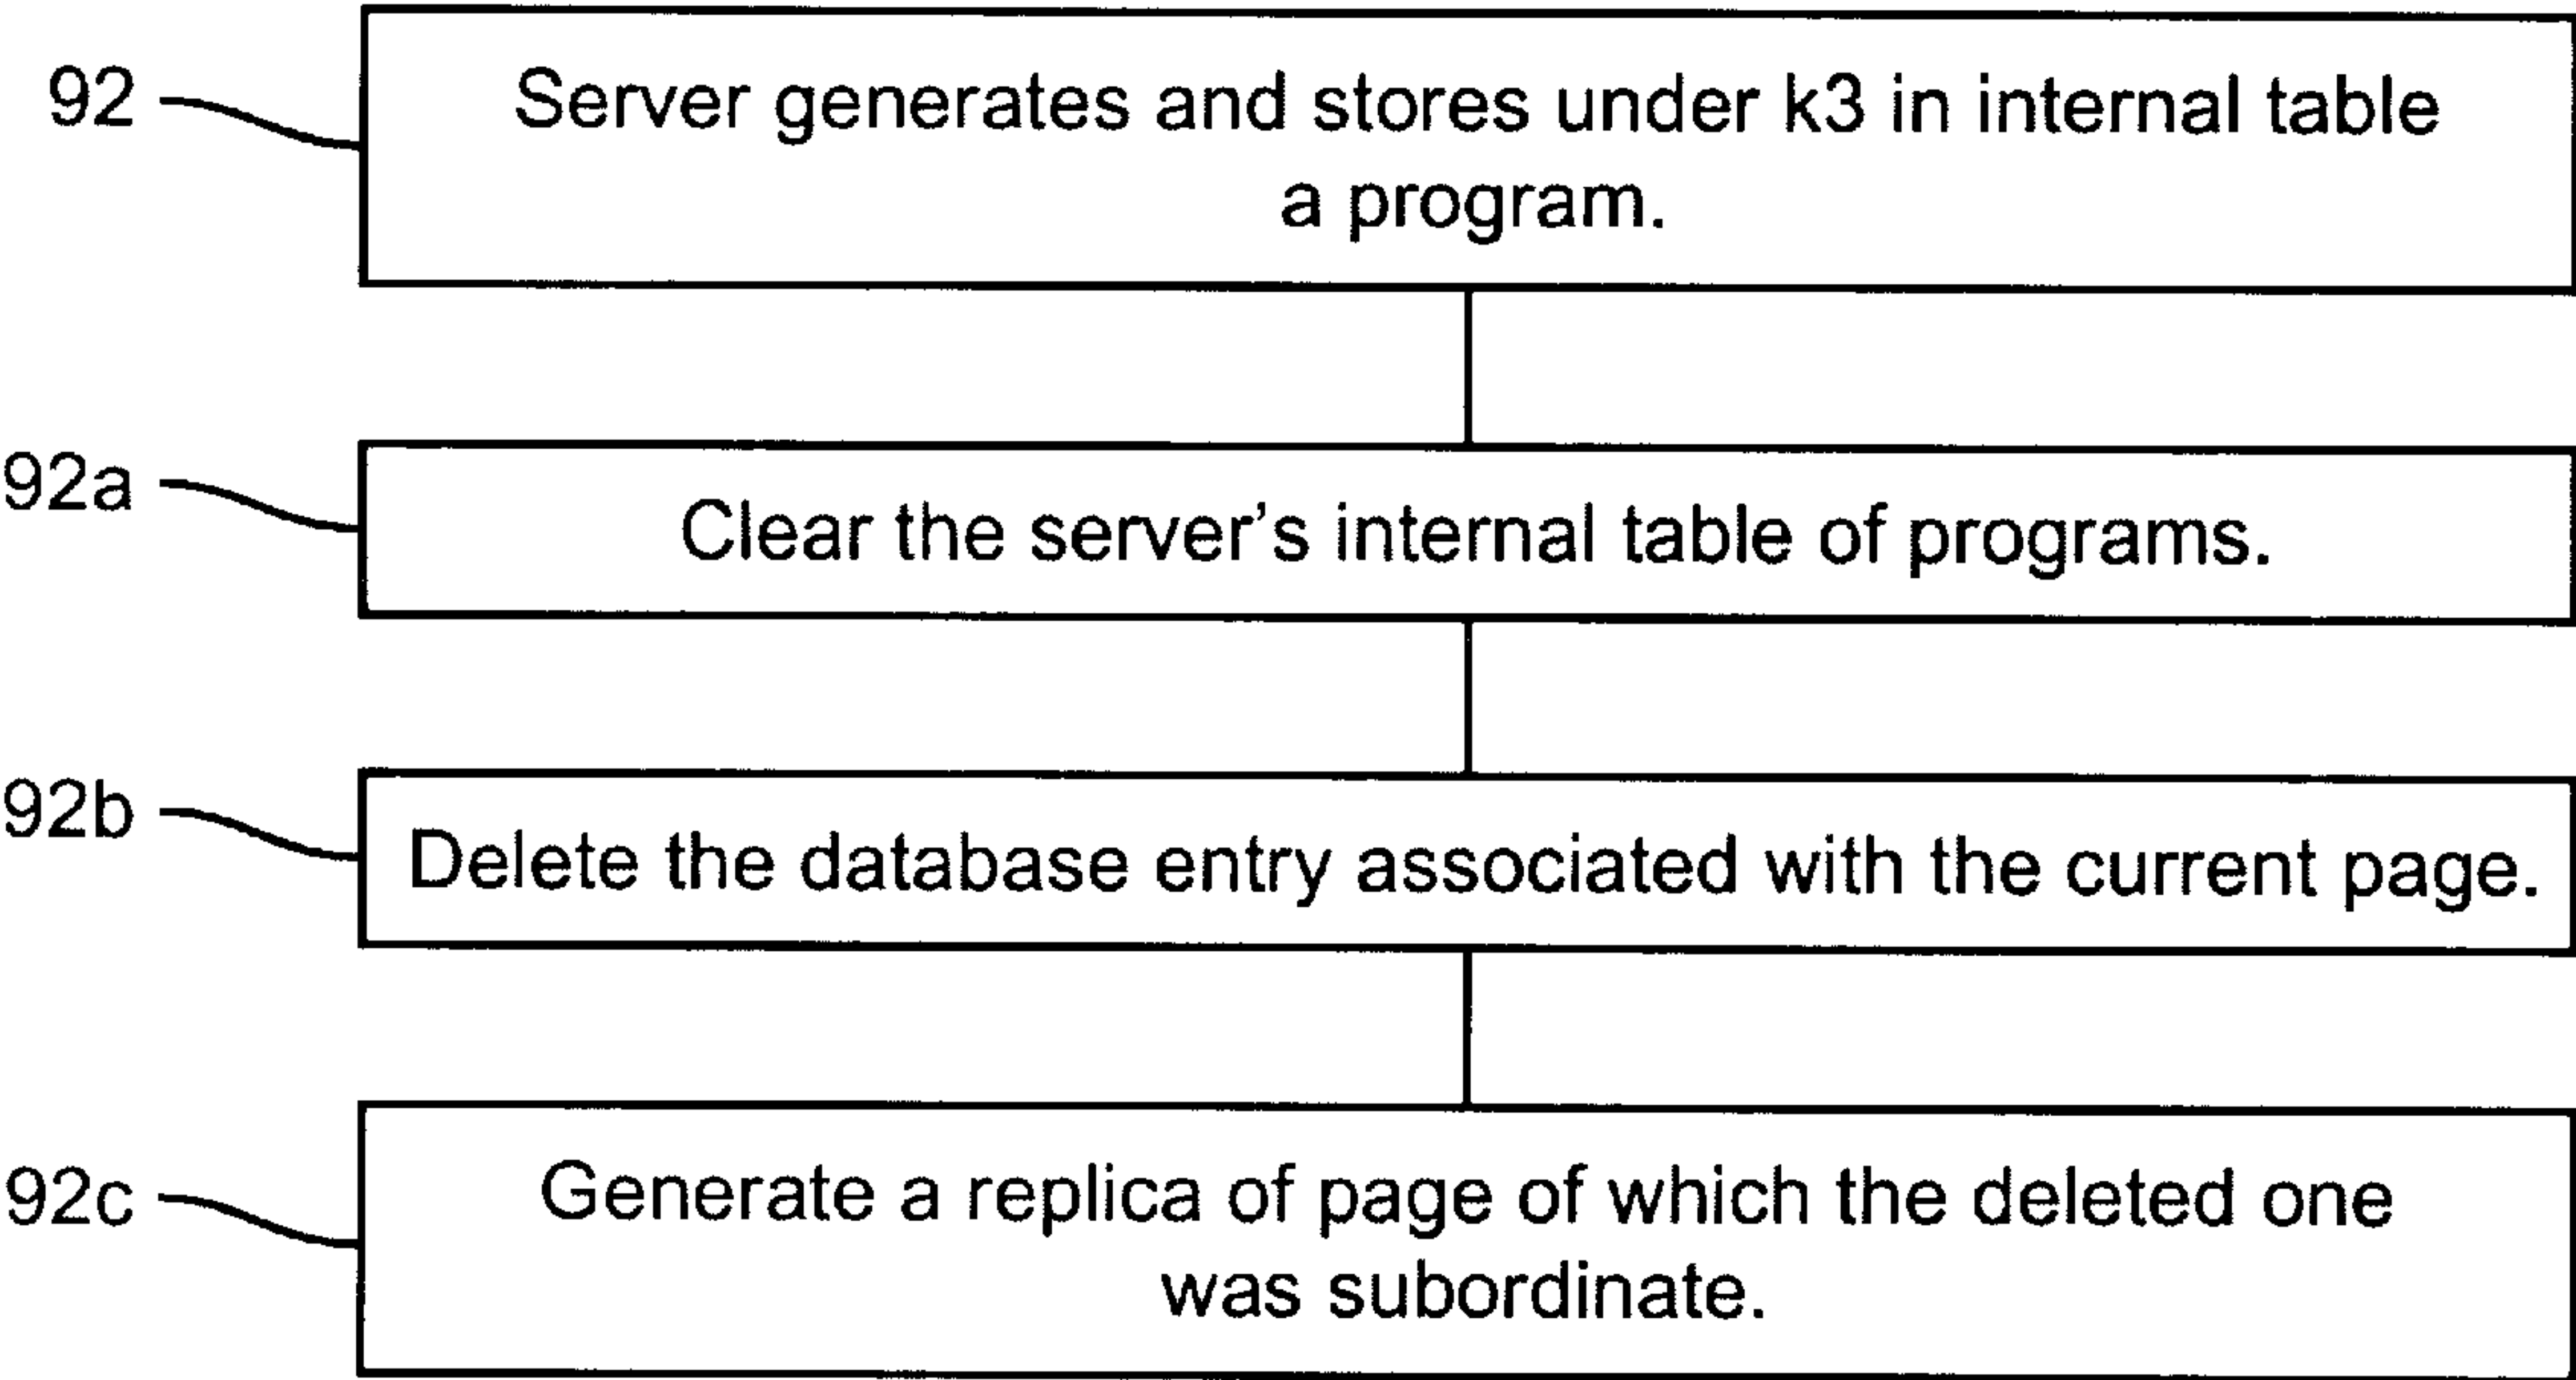 92
Server generates and stores under k3 in internal table
a program.
92a
Clear the server's internal table of programs.
92b
Delete the database entry associated with the current page.
92c
Generate a replica of page of which the deleted one
was subordinate.